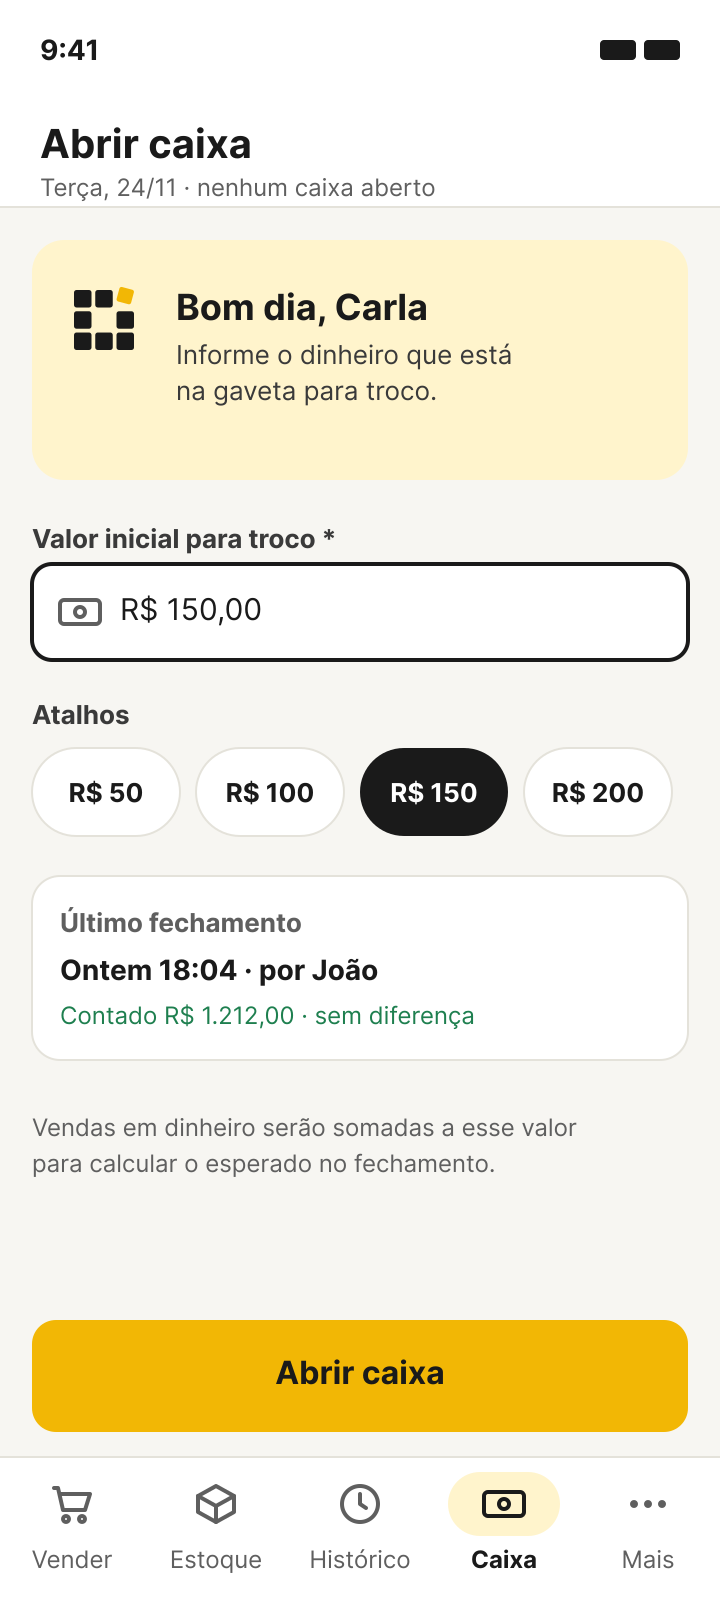 9:41
Abrir caixa
Terça, 24/11 · nenhum caixa aberto
Bom dia, Carla
Informe o dinheiro que está
na gaveta para troco.
Valor inicial para troco *
R$ 150,00
Atalhos
R$ 50
R$ 100
R$ 150
R$ 200
Último fechamento
Ontem 18:04 · por João
Contado R$ 1.212,00 · sem diferença
Vendas em dinheiro serão somadas a esse valor
para calcular o esperado no fechamento.
Abrir caixa
Vender
Estoque
Histórico
Caixa
Mais